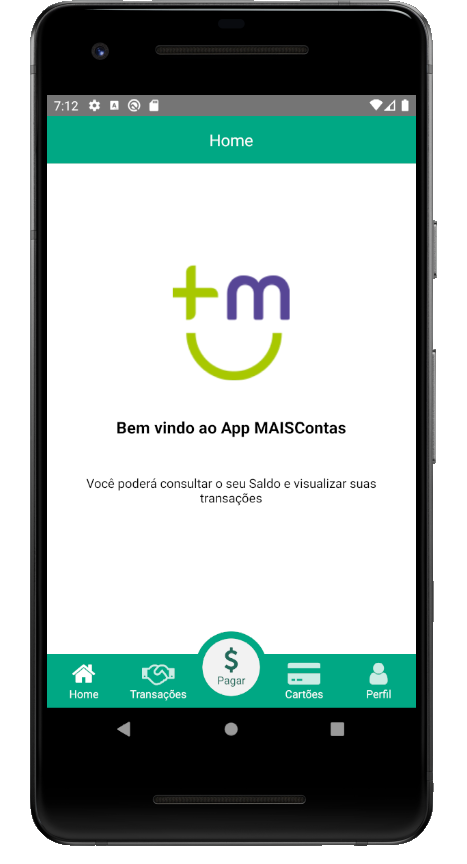 7:12
Home
+m
Bem vindo ao App MAISContas
Você poderá consultar o seu Saldo e visualizar suas
transações
$
Home
Transações
Pagar
Cartões
Perfil